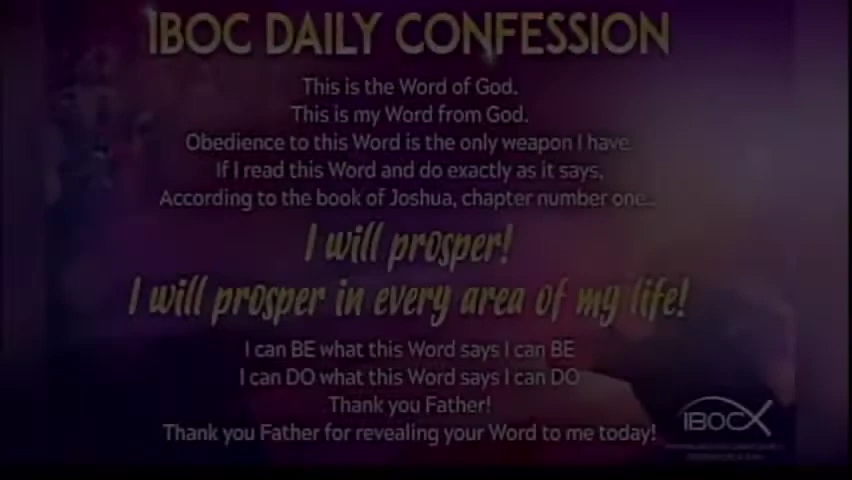 IBOC DAILY CONFESSION
This is the Word of God.
This is my Word from God.
Obedience to this Word is the only weapon I have
If I read this Word and do exactly as it says,
According to the book of Joshua, chapter number one...
I will prosper!
I will prosper in every area of my life!
I can BE what this Word says I can BE
I can DO what this Word says I can DO
Thank you Father!
Thank you Father for revealing your Word to me today!
IBOCX